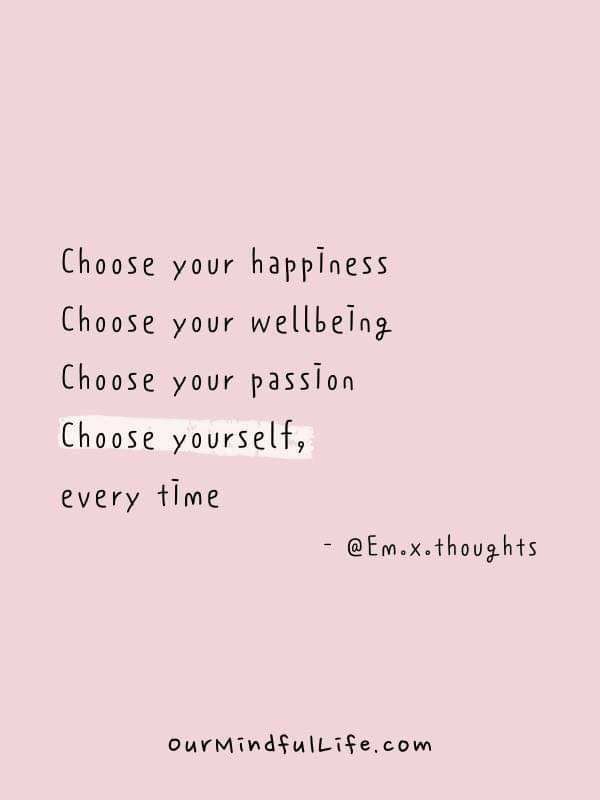 Choose your happiness
Choose your wellbeing
Choose your passion
Choose yourself,
every time
- @Em.x.thoughts
ourMindfulLife.com